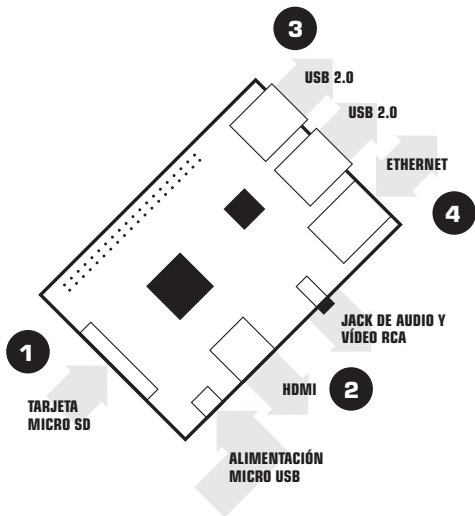 3
USB 2.0
USB 2.0
ETHERNET
4
JACK DE AUDIO Y
VÍDEO RCA
1
HDMI
2
TARJETA
MICRO SD
ALIMENTACIÓN
MICRO USB